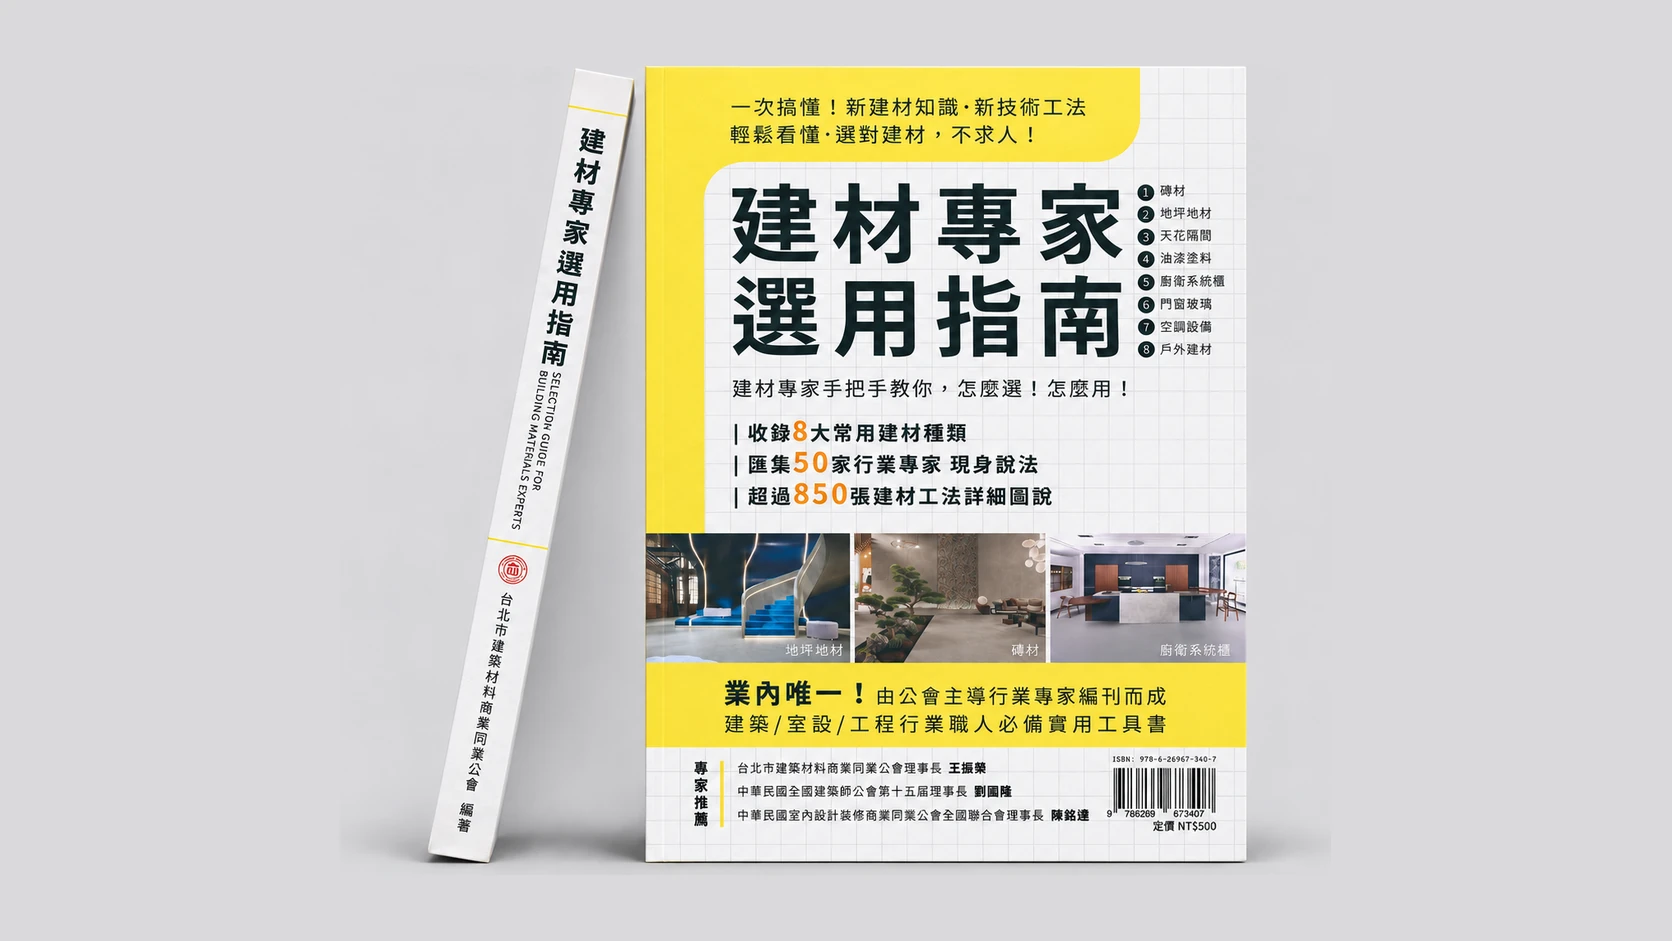 建材專家選用指南
SELECTION GUIDE FOR
BUILDING MATERIALS EXPERTS
台北市建築材料商業同業公會 編著
一次搞懂！新建材知識·新技術工法
輕鬆看懂·選對建材，不求人！
建材專家
選用指南
1 磚材
2 地坪地材
3 天花隔間
4 油漆塗料
5 廚衛系統櫃
6 門窗玻璃
7 空調設備
8 戶外建材
建材專家手把手教你，怎麼選！怎麼用！
| 收錄8大常用建材種類
| 匯集50家行業專家 現身說法
| 超過850張建材工法詳細圖說
地坪地材
磚材
廚衛系統櫃
業內唯一！由公會主導行業專家編刊而成
建築/室設/工程行業職人必備實用工具書
專家推薦
台北市建築材料商業同業公會理事長 王振榮
中華民國全國建築師公會第十五屆理事長 劉國隆
中華民國室內設計裝修商業同業公會全國聯合會理事長 陳銘達
ISBN: 978-6-26967-340-7
9 786269 673407
定價 NT$500